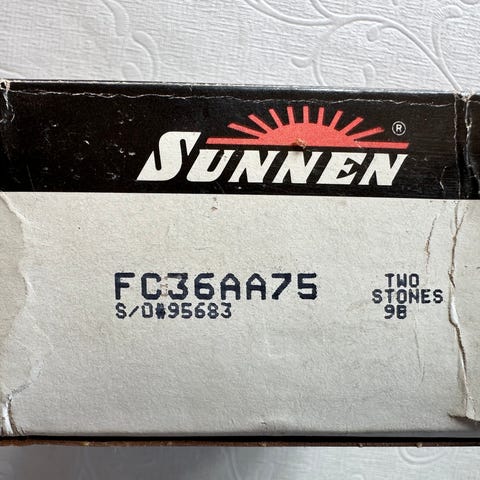 SUNNEN®
FC36AA75
S/O#95683
TWO
STONES
9B